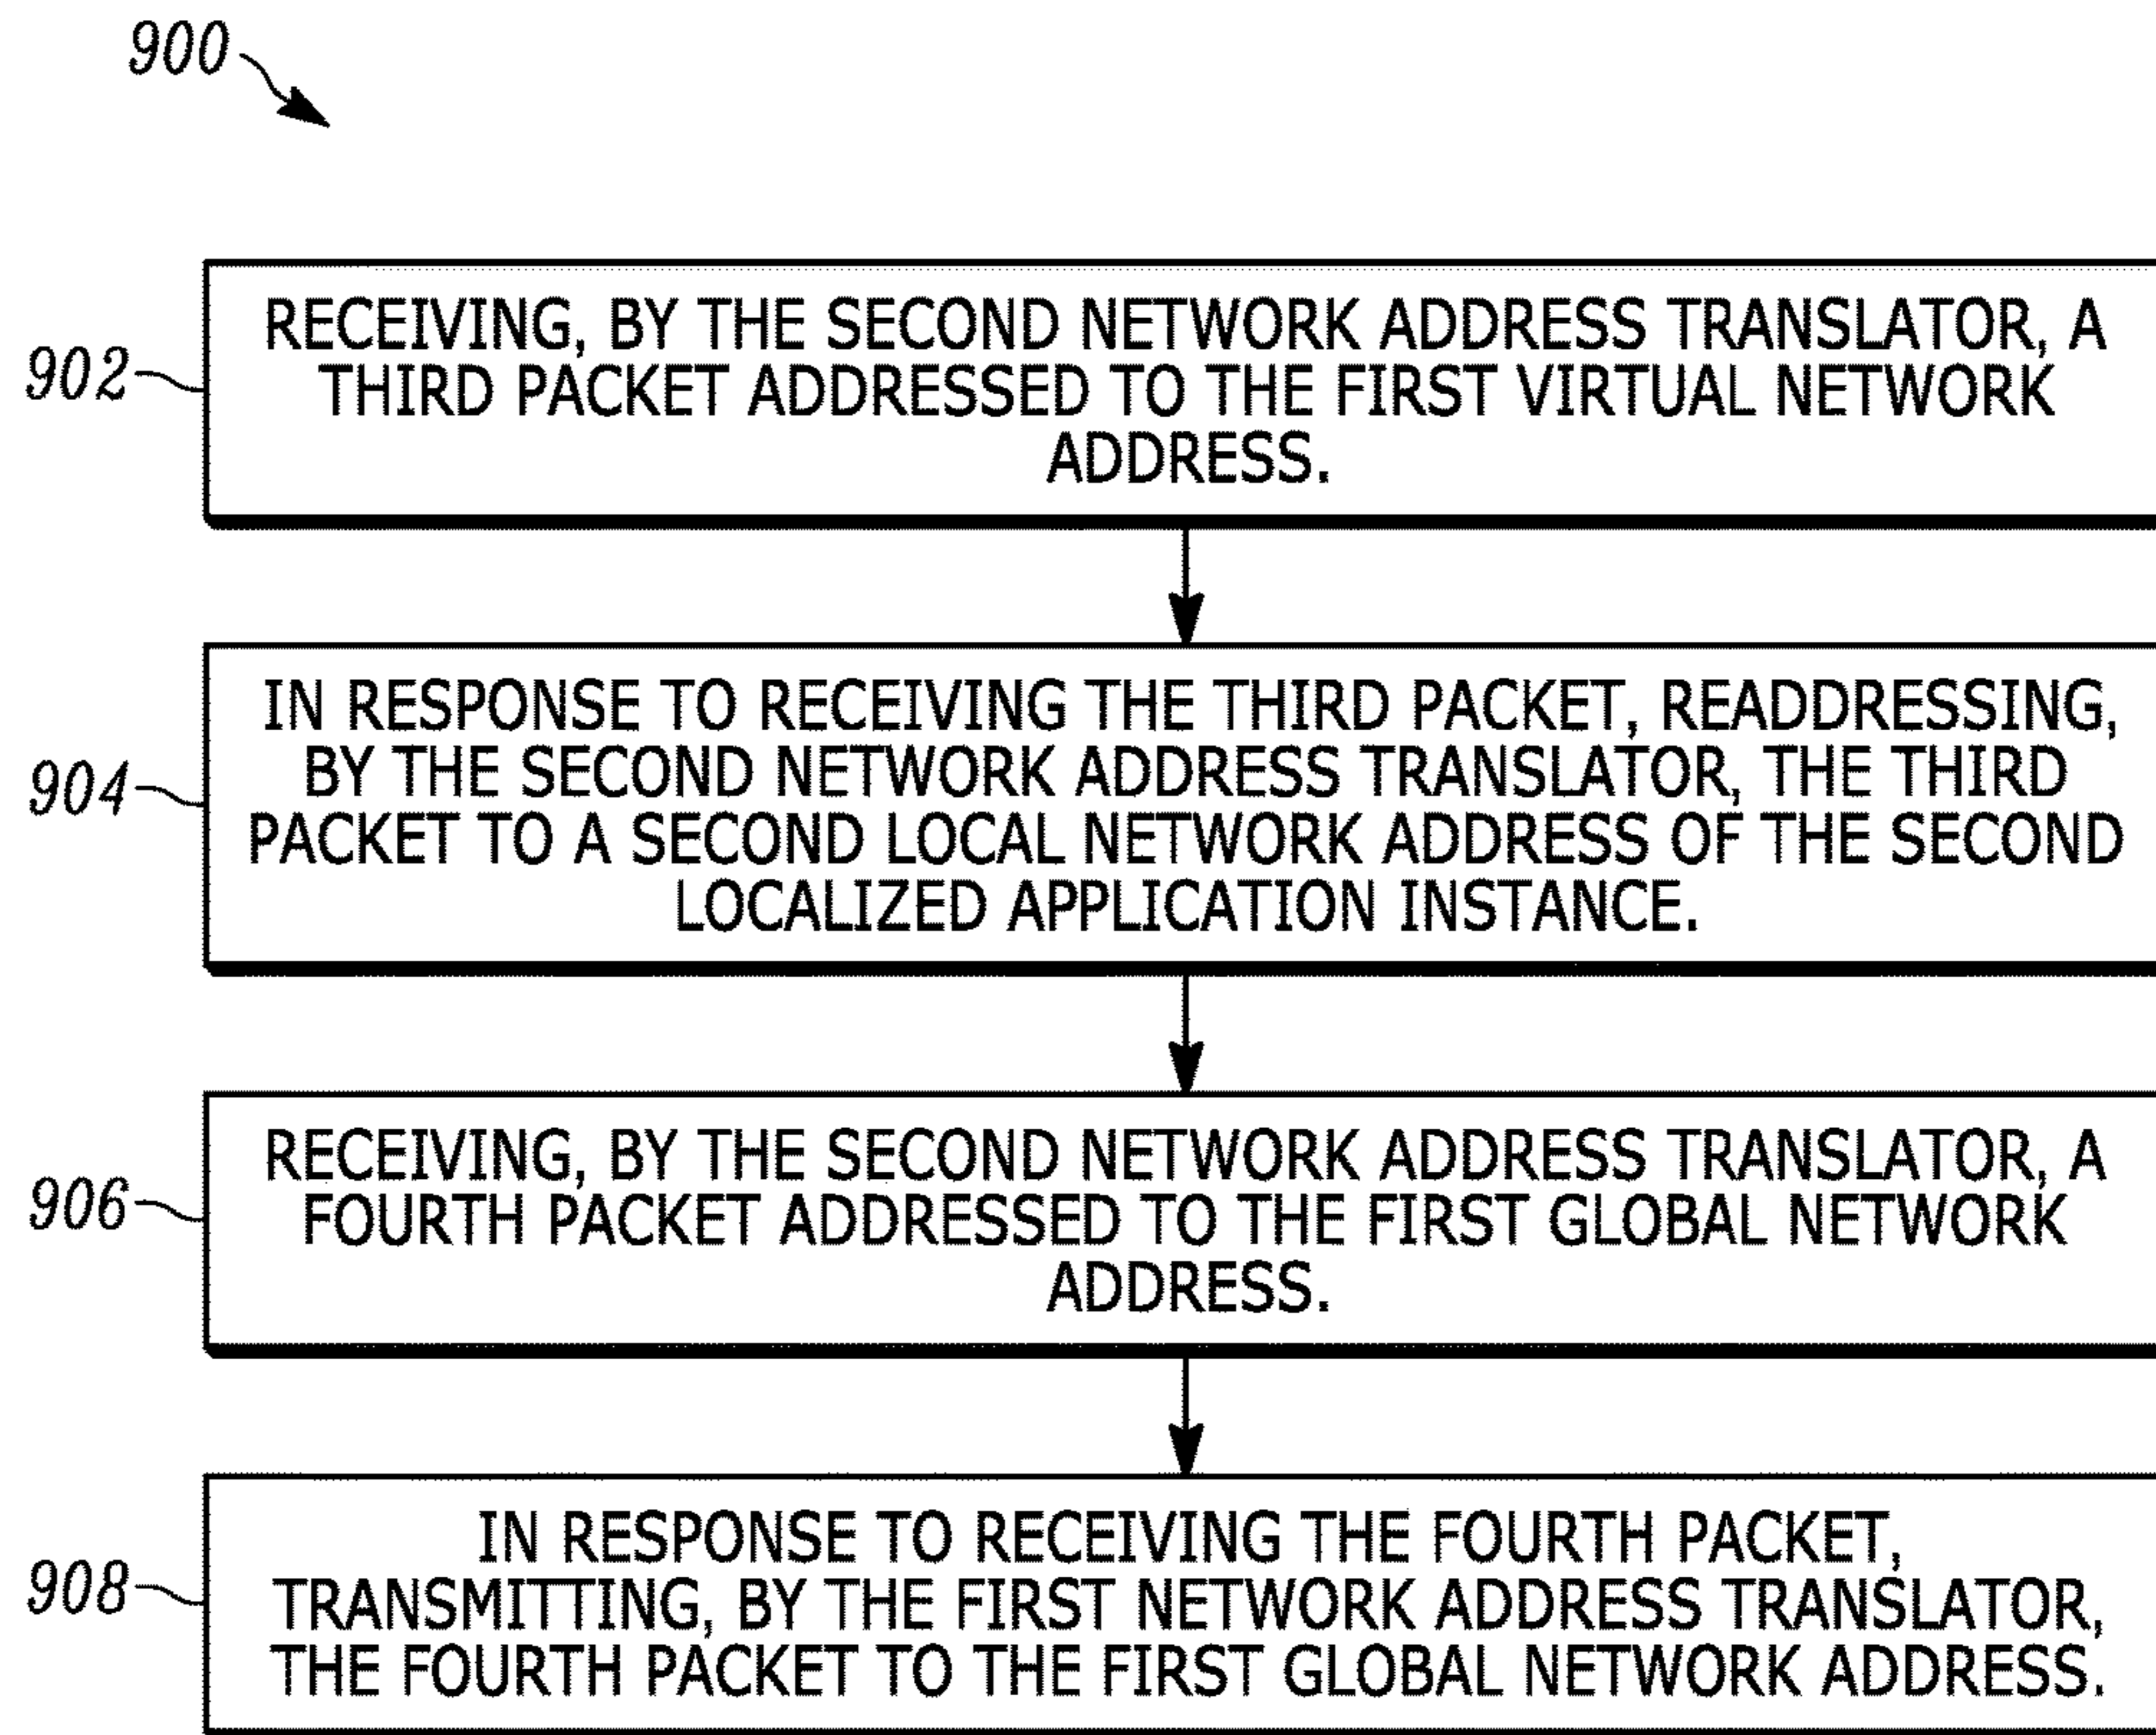 900
902
RECEIVING, BY THE SECOND NETWORK ADDRESS TRANSLATOR, A
THIRD PACKET ADDRESSED TO THE FIRST VIRTUAL NETWORK
ADDRESS.
904
IN RESPONSE TO RECEIVING THE THIRD PACKET, READDRESSING,
BY THE SECOND NETWORK ADDRESS TRANSLATOR, THE THIRD
PACKET TO A SECOND LOCAL NETWORK ADDRESS OF THE SECOND
LOCALIZED APPLICATION INSTANCE.
906
RECEIVING, BY THE SECOND NETWORK ADDRESS TRANSLATOR, A
FOURTH PACKET ADDRESSED TO THE FIRST GLOBAL NETWORK
ADDRESS.
908
IN RESPONSE TO RECEIVING THE FOURTH PACKET,
TRANSMITTING, BY THE FIRST NETWORK ADDRESS TRANSLATOR,
THE FOURTH PACKET TO THE FIRST GLOBAL NETWORK ADDRESS.